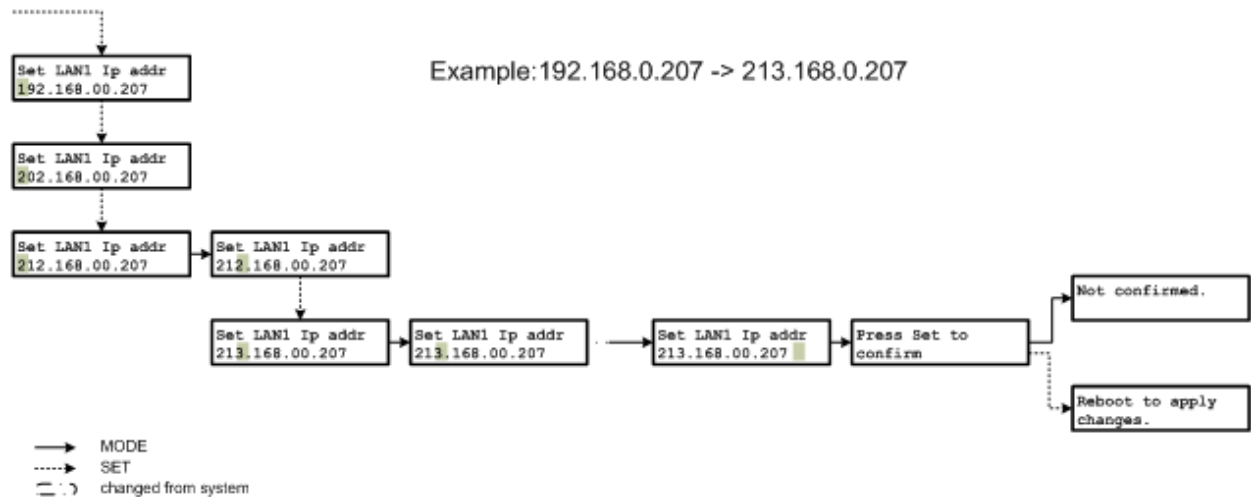 Set LAN1 Ip addr
192.168.00.207
Example:192.168.0.207 -> 213.168.0.207
Set LAN1 Ip addr
202.168.00.207
Set LAN1 Ip addr
212.168.00.207
Set LAN1 Ip addr
212.168.00.207
Set LAN1 Ip addr
213.168.00.207
Set LAN1 Ip addr
213.168.00.207
Set LAN1 Ip addr
213.168.00.207
Press Set to
confirm
Not confirmed.
Reboot to apply
changes.
MODE
SET
changed from system